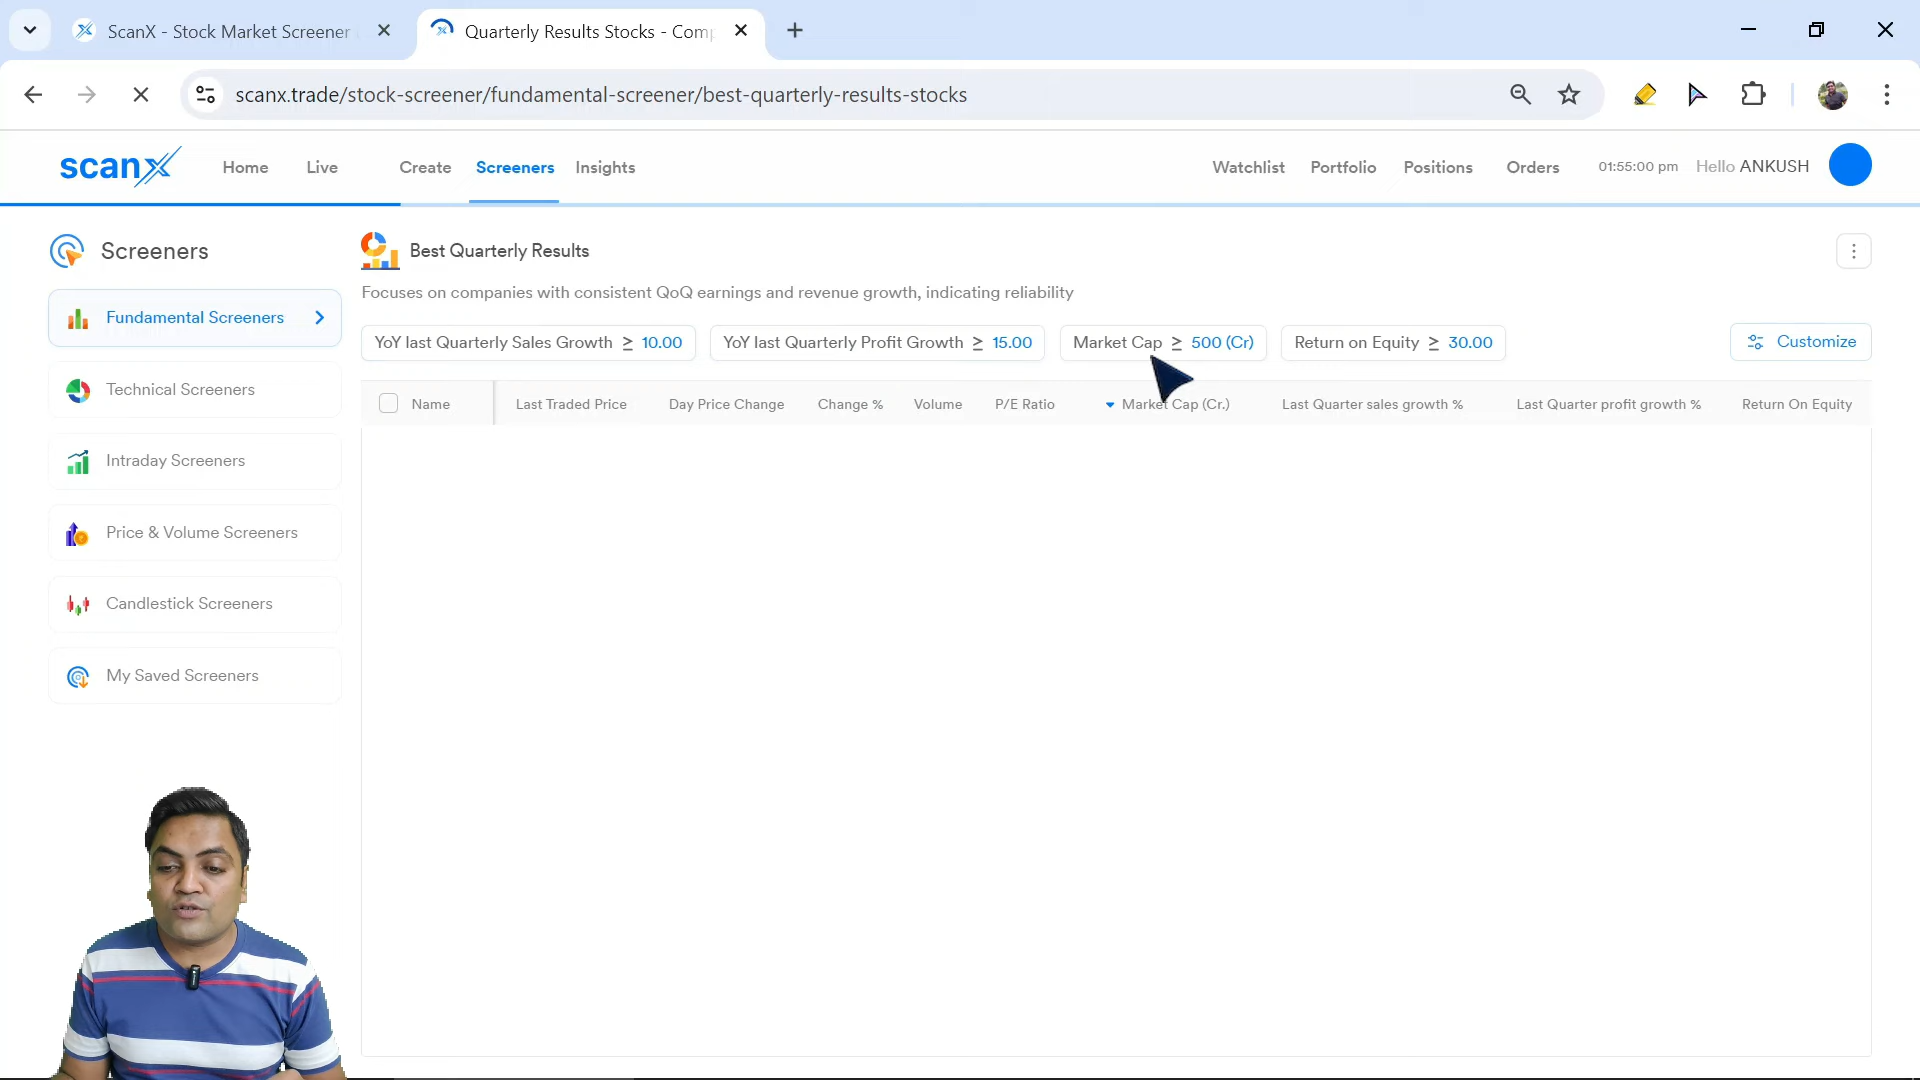 ScanX - Stock Market Screener
Quarterly Results Stocks - Comp
scanx.trade/stock-screener/fundamental-screener/best-quarterly-results-stocks
scanx
Home
Live
Create
Screeners
Insights
Watchlist
Portfolio
Positions
Orders
01:55:00 pm
Hello ANKUSH
Screeners
Fundamental Screeners
Technical Screeners
Intraday Screeners
Price & Volume Screeners
Candlestick Screeners
My Saved Screeners
Best Quarterly Results
Focuses on companies with consistent QoQ earnings and revenue growth, indicating reliability
YoY last Quarterly Sales Growth ≥ 10.00
YoY last Quarterly Profit Growth ≥ 15.00
Market Cap ≥ 500 (Cr)
Return on Equity ≥ 30.00
Customize
Name
Last Traded Price
Day Price Change
Change %
Volume
P/E Ratio
Market Cap (Cr.)
Last Quarter sales growth %
Last Quarter profit growth %
Return On Equity